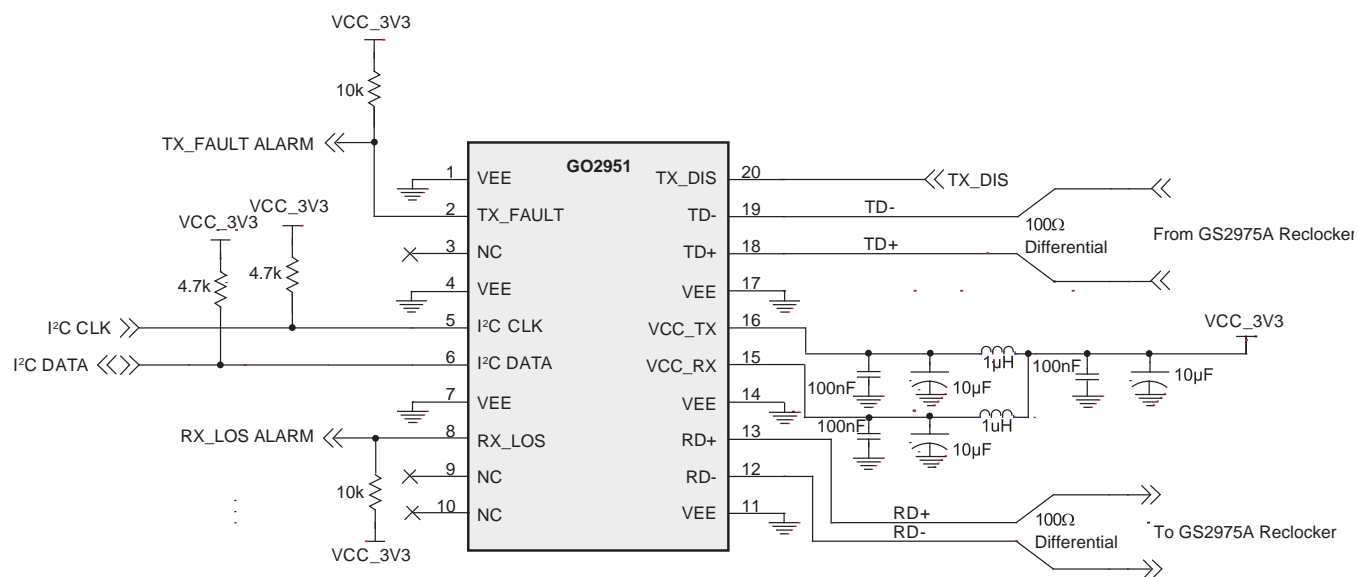 VCC_3V3
10k
TX_FAULT ALARM
GO2951
1 VEE
TX_DIS 20
TX_DIS
VCC_3V3
VCC_3V3
2 TX_FAULT
TD- 19
TD-
100Ω
Differential
From GS2975A Reclocker
3 NC
TD+ 18
TD+
4.7k
4.7k
4 VEE
VEE 17
I²C CLK
5 I²C CLK
VCC_TX 16
VCC_3V3
I²C DATA
6 I²C DATA
VCC_RX 15
100nF
10µF
1µH
100nF
10µF
7 VEE
VEE 14
100nF
10µF
1uH
RX_LOS ALARM
8 RX_LOS
RD+ 13
9 NC
RD- 12
10k
10 NC
VEE 11
RD+
RD-
100Ω
Differential
To GS2975A Reclocker
VCC_3V3